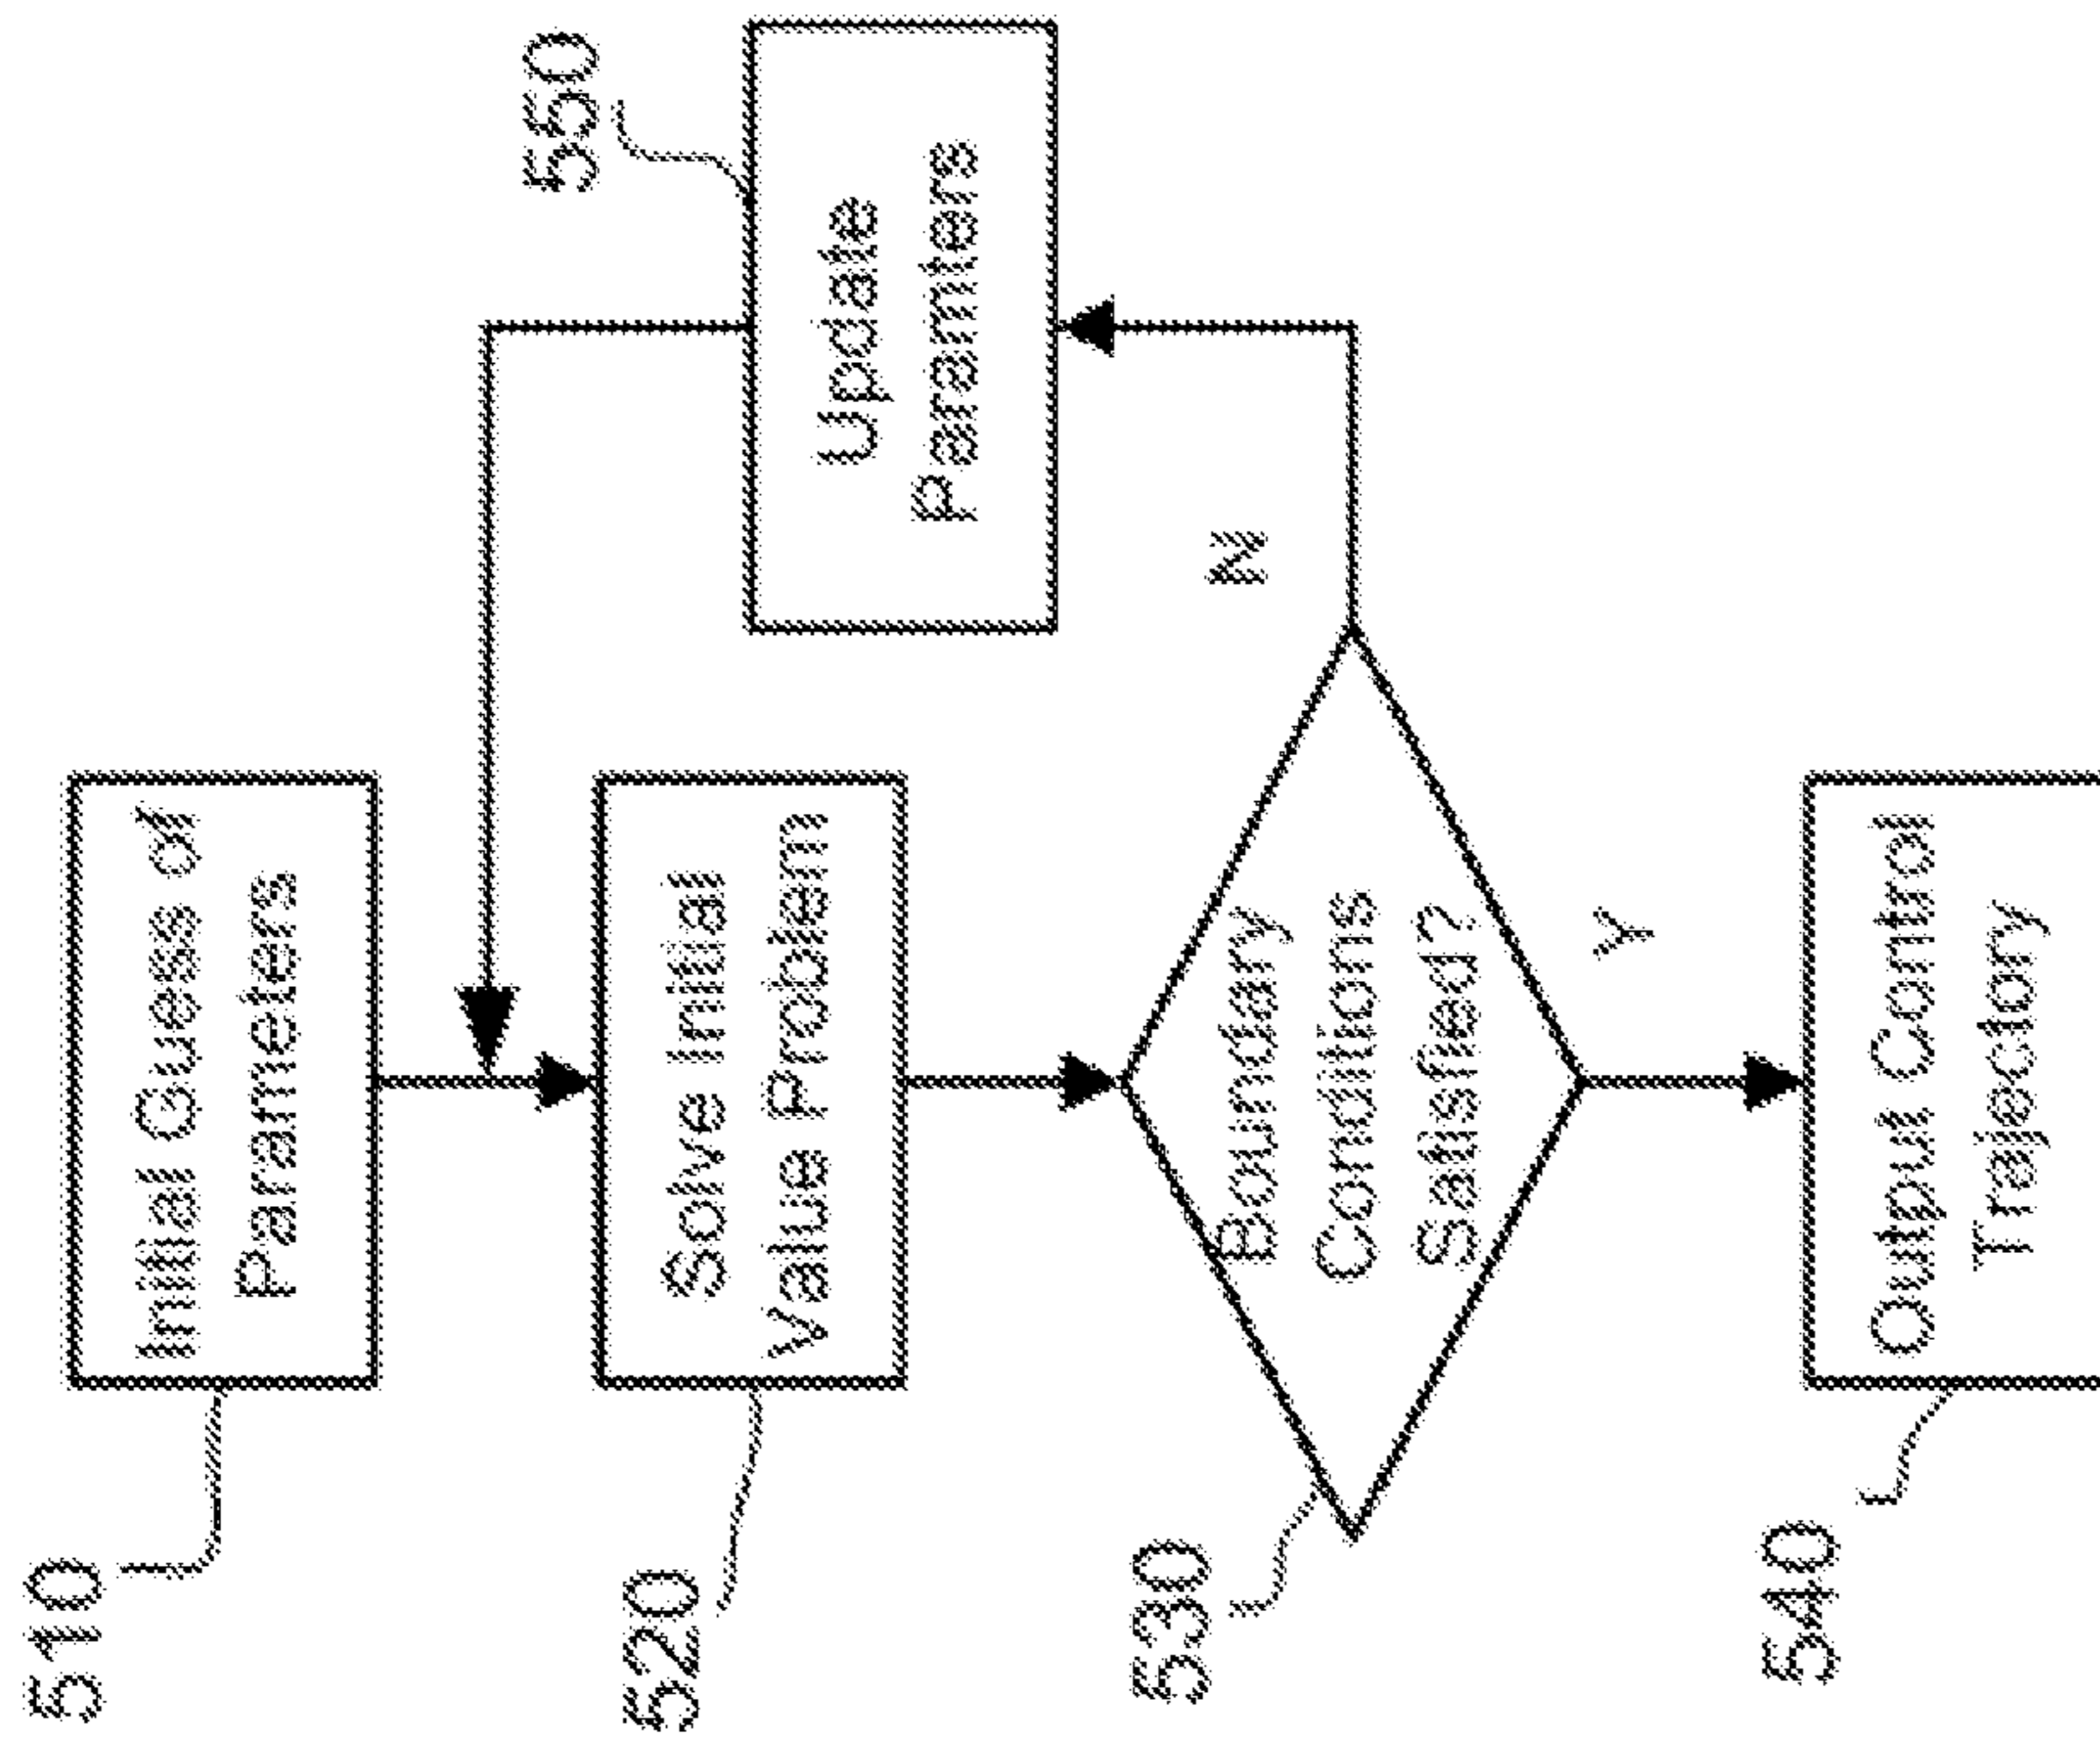 510
Initial Guess of
Parameters
520
Solve Initial
Value Problem
530
Boundary
Conditions
Satisfied?
N
Y
550
Update
Paramters
540
Output Control
Trajectory